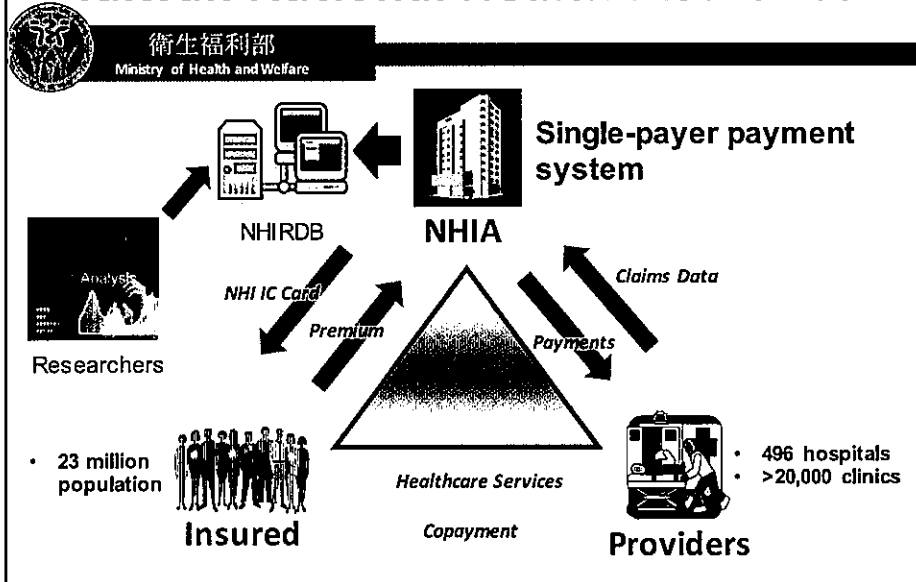 衛生福利部
Ministry of Health and Welfare
Single-payer payment
system
NHIRDB
NHIA
Analysis
NHI IC Card
Claims Data
Premium
Payments
Researchers
• 23 million
population
• 496 hospitals
• >20,000 clinics
Healthcare Services
Insured
Copayment
Providers